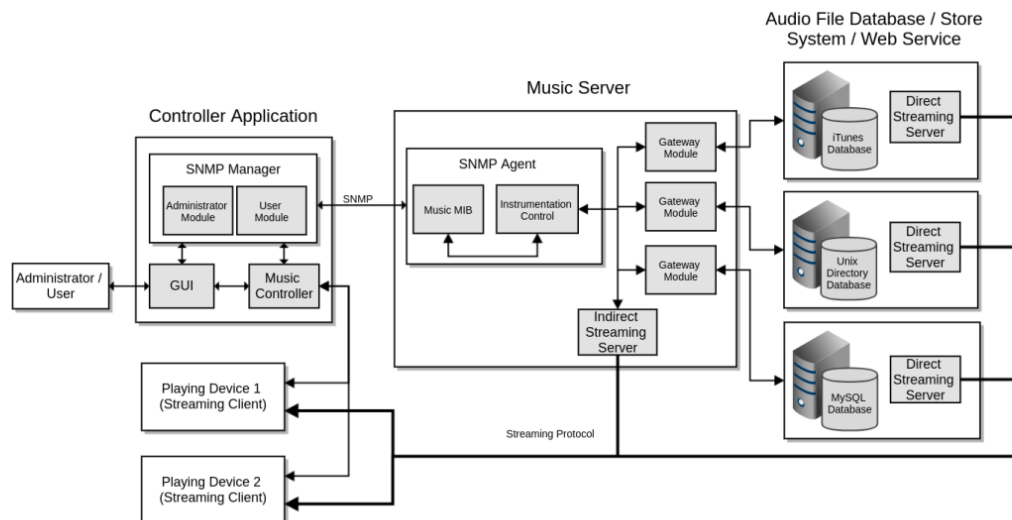 Audio File Database / Store
System / Web Service
Music Server
Controller Application
SNMP Manager
Administrator
Module
User
Module
SNMP
SNMP Agent
Music MIB
Instrumentation
Control
Gateway
Module
Gateway
Module
Gateway
Module
iTunes
Database
Direct
Streaming
Server
Unix
Directory
Database
Direct
Streaming
Server
MySQL
Database
Direct
Streaming
Server
Administrator /
User
GUI
Music
Controller
Indirect
Streaming
Server
Playing Device 1
(Streaming Client)
Streaming Protocol
Playing Device 2
(Streaming Client)